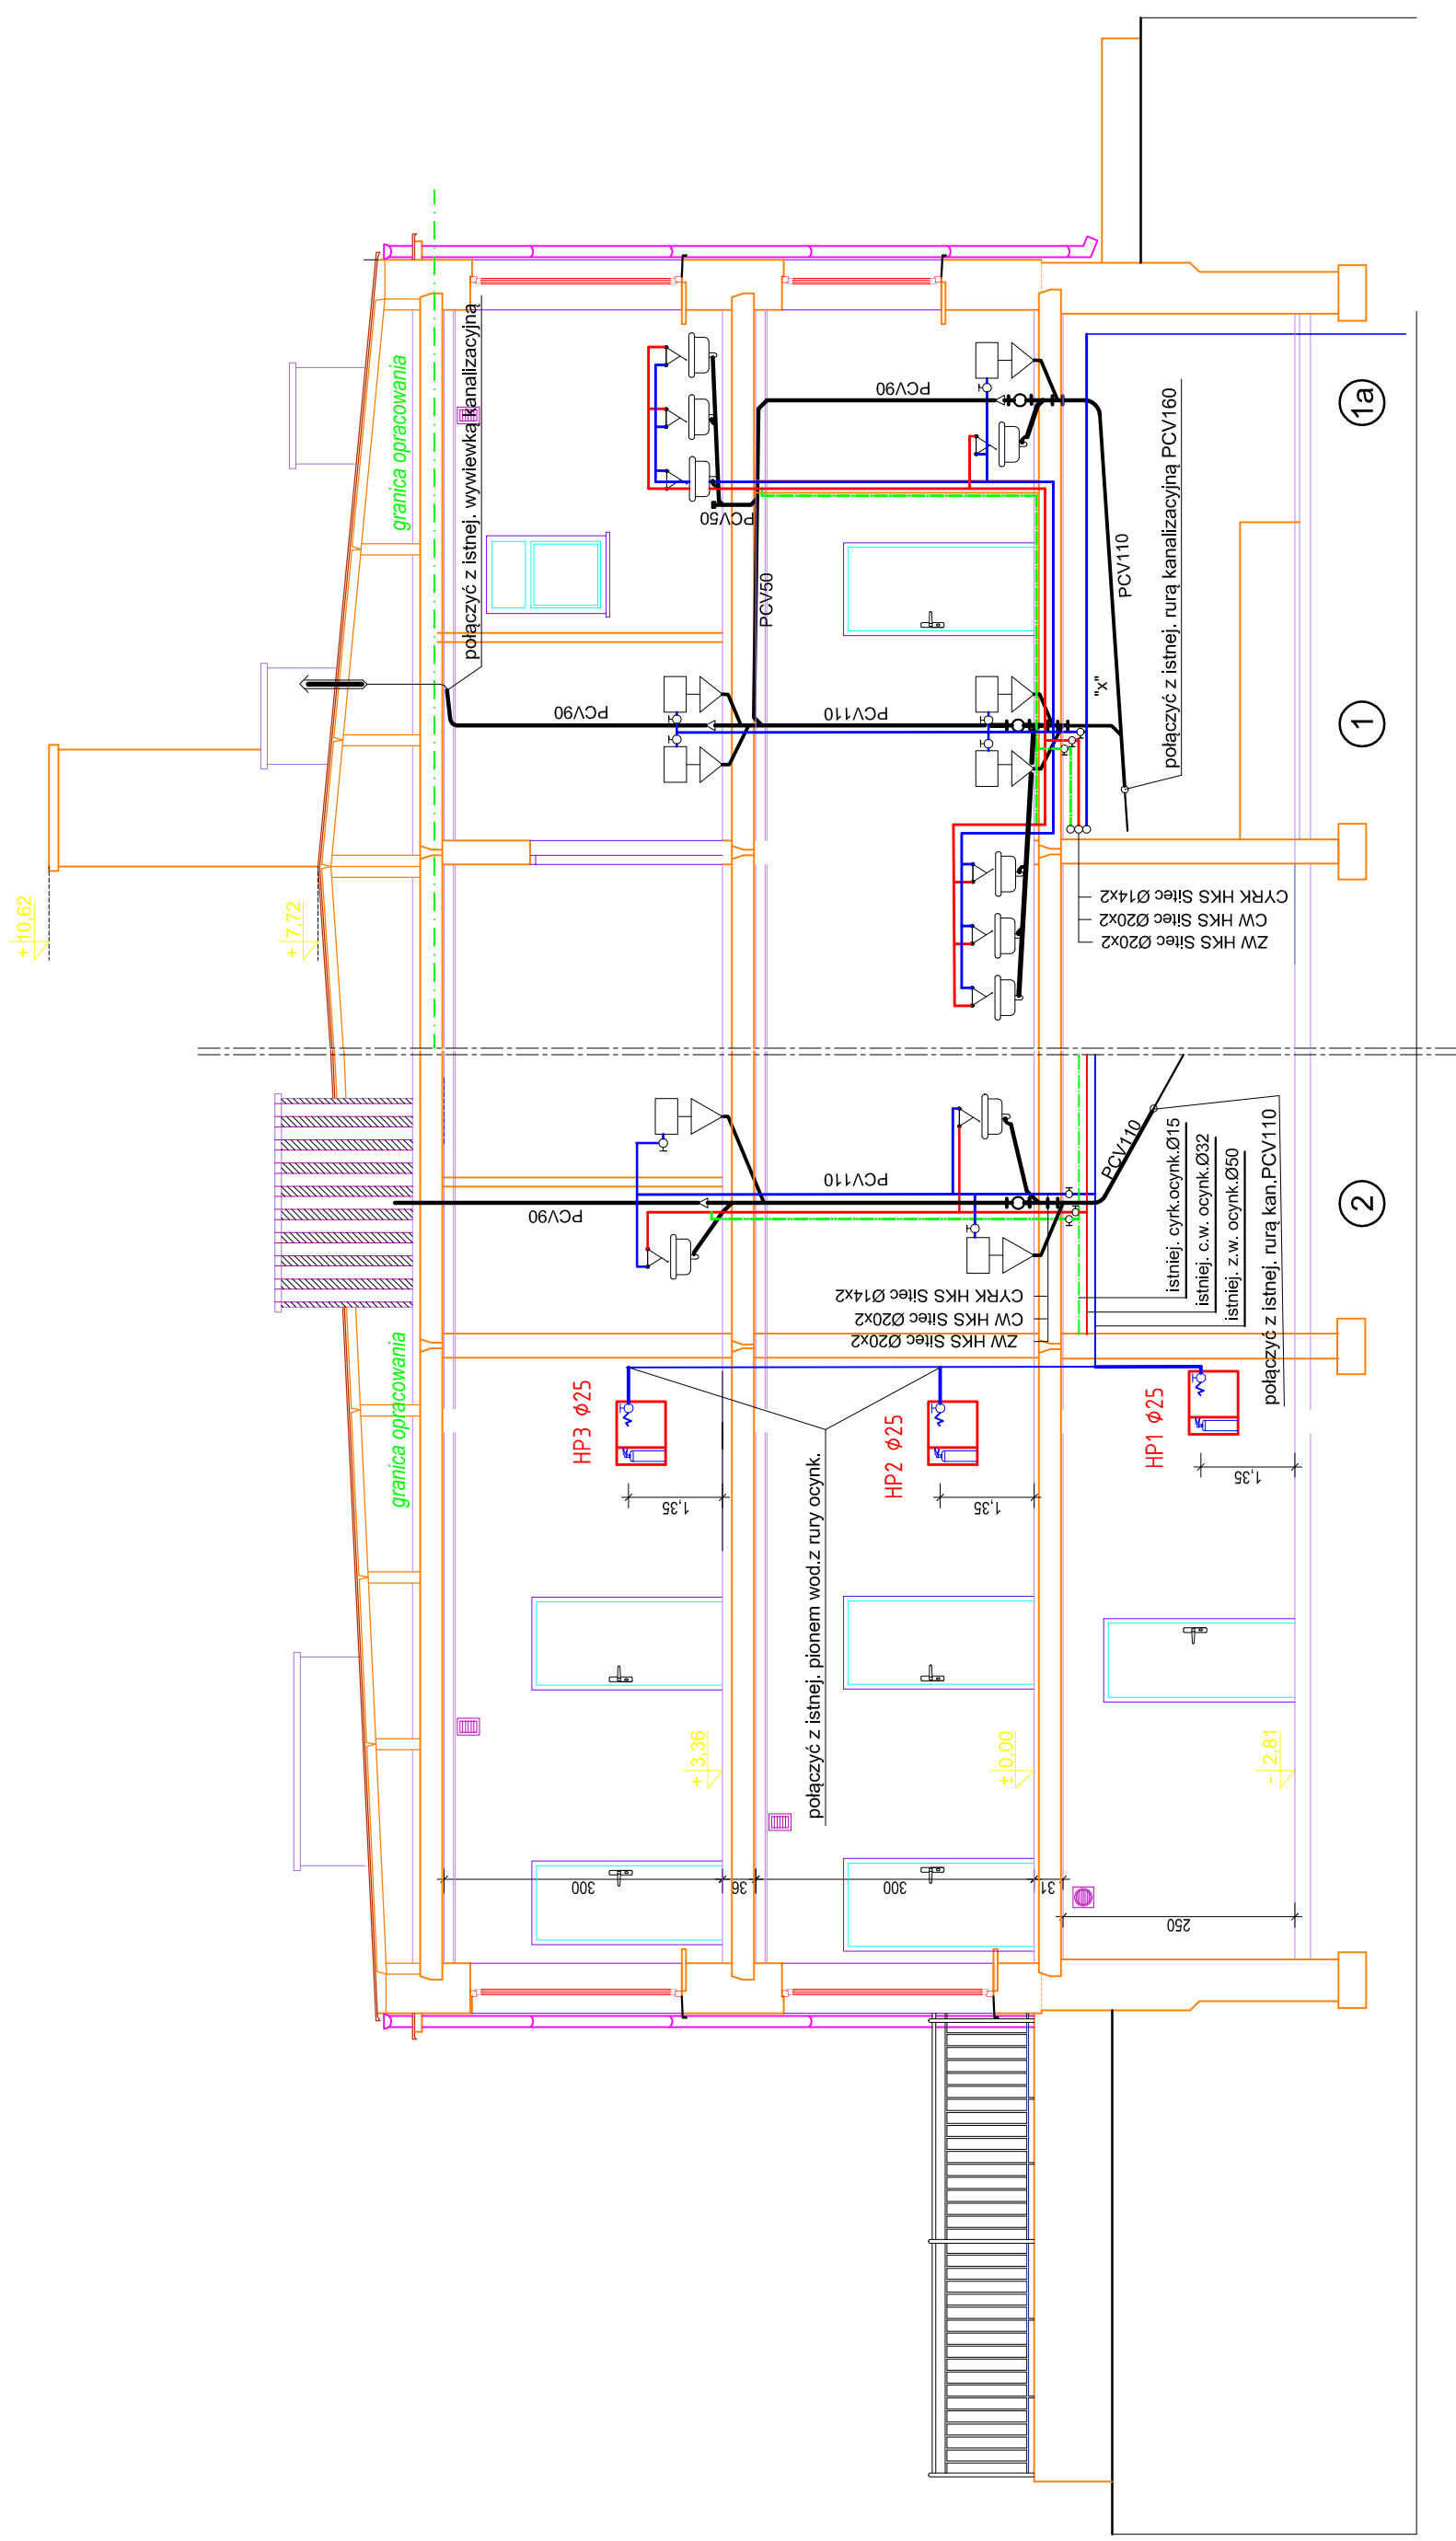 + 10,62
+ 7,72
granica opracowania
połączyć z istniej. wywiewką kanalizacyjną
PCV50
PCV50
PCV90
PCV90
PCV110
PCV110
"x"
połączyć z istnej. rurą kanalizacyjną PCV160
1a
1
CYRK HKS Sitec Ø14x2
CW HKS Sitec Ø20x2
ZW HKS Sitec Ø20x2
PCV90
PCV110
PCV110
2
istniej. cyrk.ocynk.Ø15
istniej. c.w. ocynk.Ø32
istniej. z.w. ocynk.Ø50
połączyć z istnej. rurą kan.PCV110
CYRK HKS Sitec Ø14x2
CW HKS Sitec Ø20x2
ZW HKS Sitec Ø20x2
granica opracowania
HP3 ϕ25
HP2 ϕ25
HP1 ϕ25
1,35
1,35
1,35
połączyć z istnej. pionem wod.z rury ocynk.
+ 3,36
± 0,00
- 2,81
300
36
300
31
250